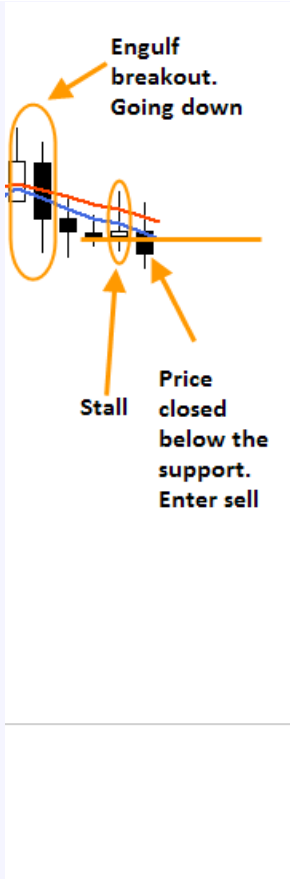 Engulf
breakout.
Going down
Stall
Price
closed
below the
support.
Enter sell